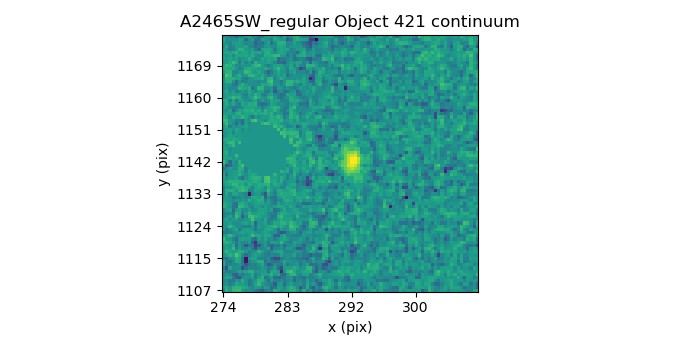 A2465SW_regular Object 421 continuum
y (pix)
1169
1160
1151
1142
1133
1124
1115
1107
274 283 292 300
x (pix)